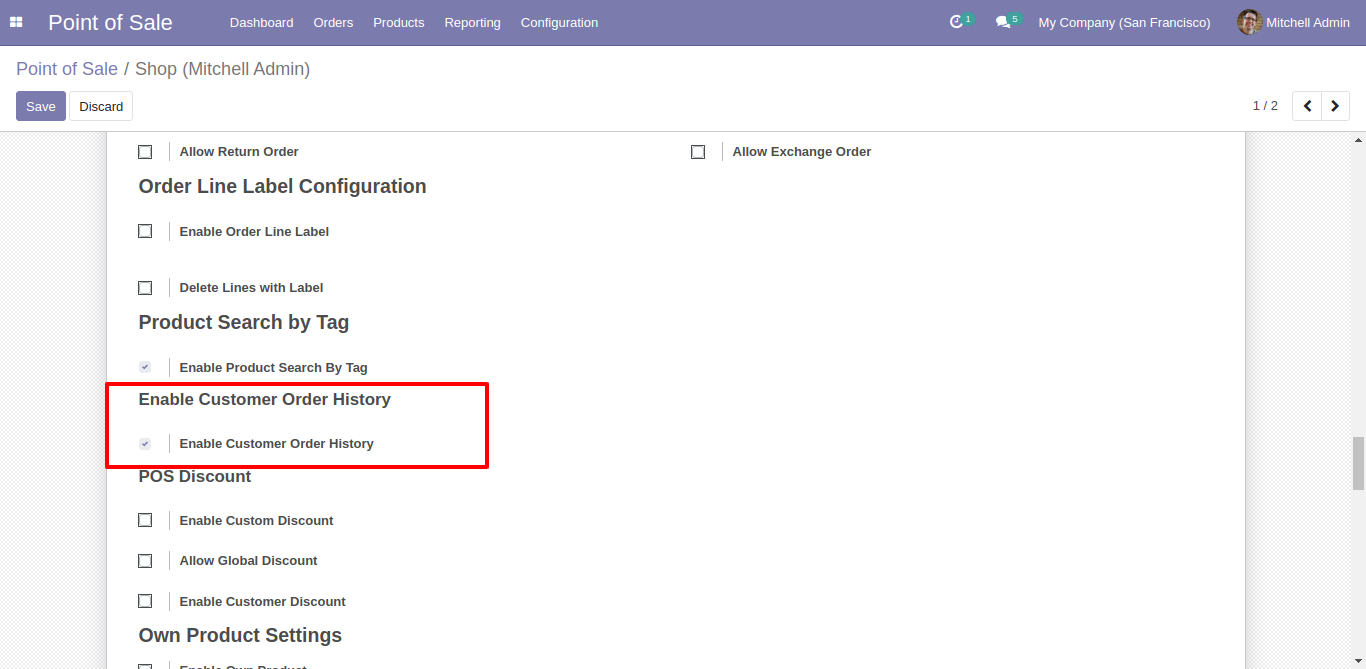 Point of Sale Dashboard Orders Products Reporting Configuration 1 5 My Company (San Francisco) Mitchell Admin
Point of Sale / Shop (Mitchell Admin)
Save Discard 1 / 2
Allow Return Order Allow Exchange Order
Order Line Label Configuration
Enable Order Line Label
Delete Lines with Label
Product Search by Tag
Enable Product Search By Tag
Enable Customer Order History
Enable Customer Order History
POS Discount
Enable Custom Discount
Allow Global Discount
Enable Customer Discount
Own Product Settings
Enable Own Product